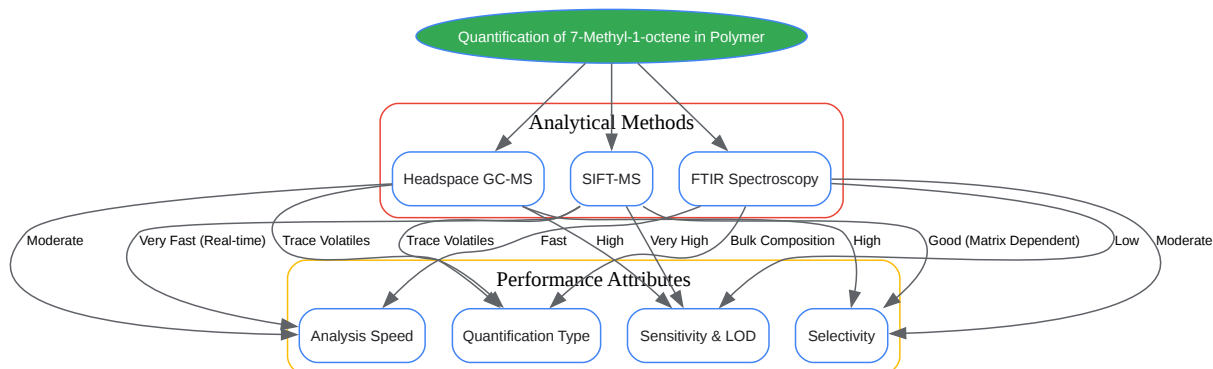 Quantification of 7-Methyl-1-octene in Polymer
Analytical Methods
Headspace GC-MS
SIFT-MS
FTIR Spectroscopy
Moderate
Very Fast (Real-time)
Trace Volatiles
Trace Volatiles
Fast
High
Very High
Bulk Composition
High
Good (Matrix Dependent)
Low
Moderate
Performance Attributes
Analysis Speed
Quantification Type
Sensitivity & LOD
Selectivity